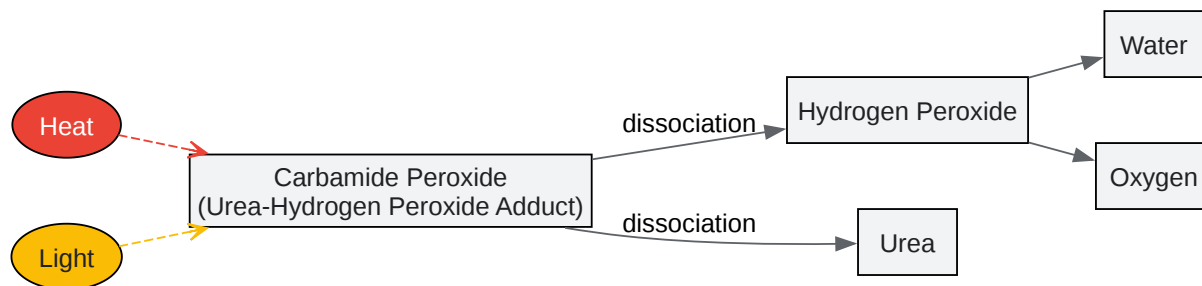 Heat
Light
Carbamide Peroxide
(Urea-Hydrogen Peroxide Adduct)
dissociation
dissociation
Hydrogen Peroxide
Urea
Water
Oxygen